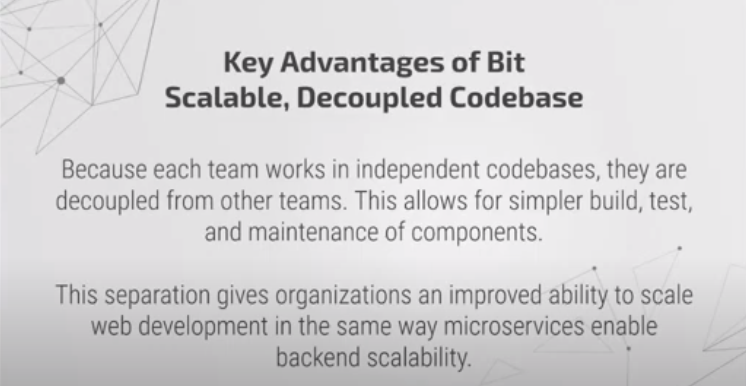 Key Advantages of Bit
Scalable, Decoupled Codebase
Because each team works in independent codebases, they are
decoupled from other teams. This allows for simpler build, test,
and maintenance of components.
This separation gives organizations an improved ability to scale
web development in the same way microservices enable
backend scalability.